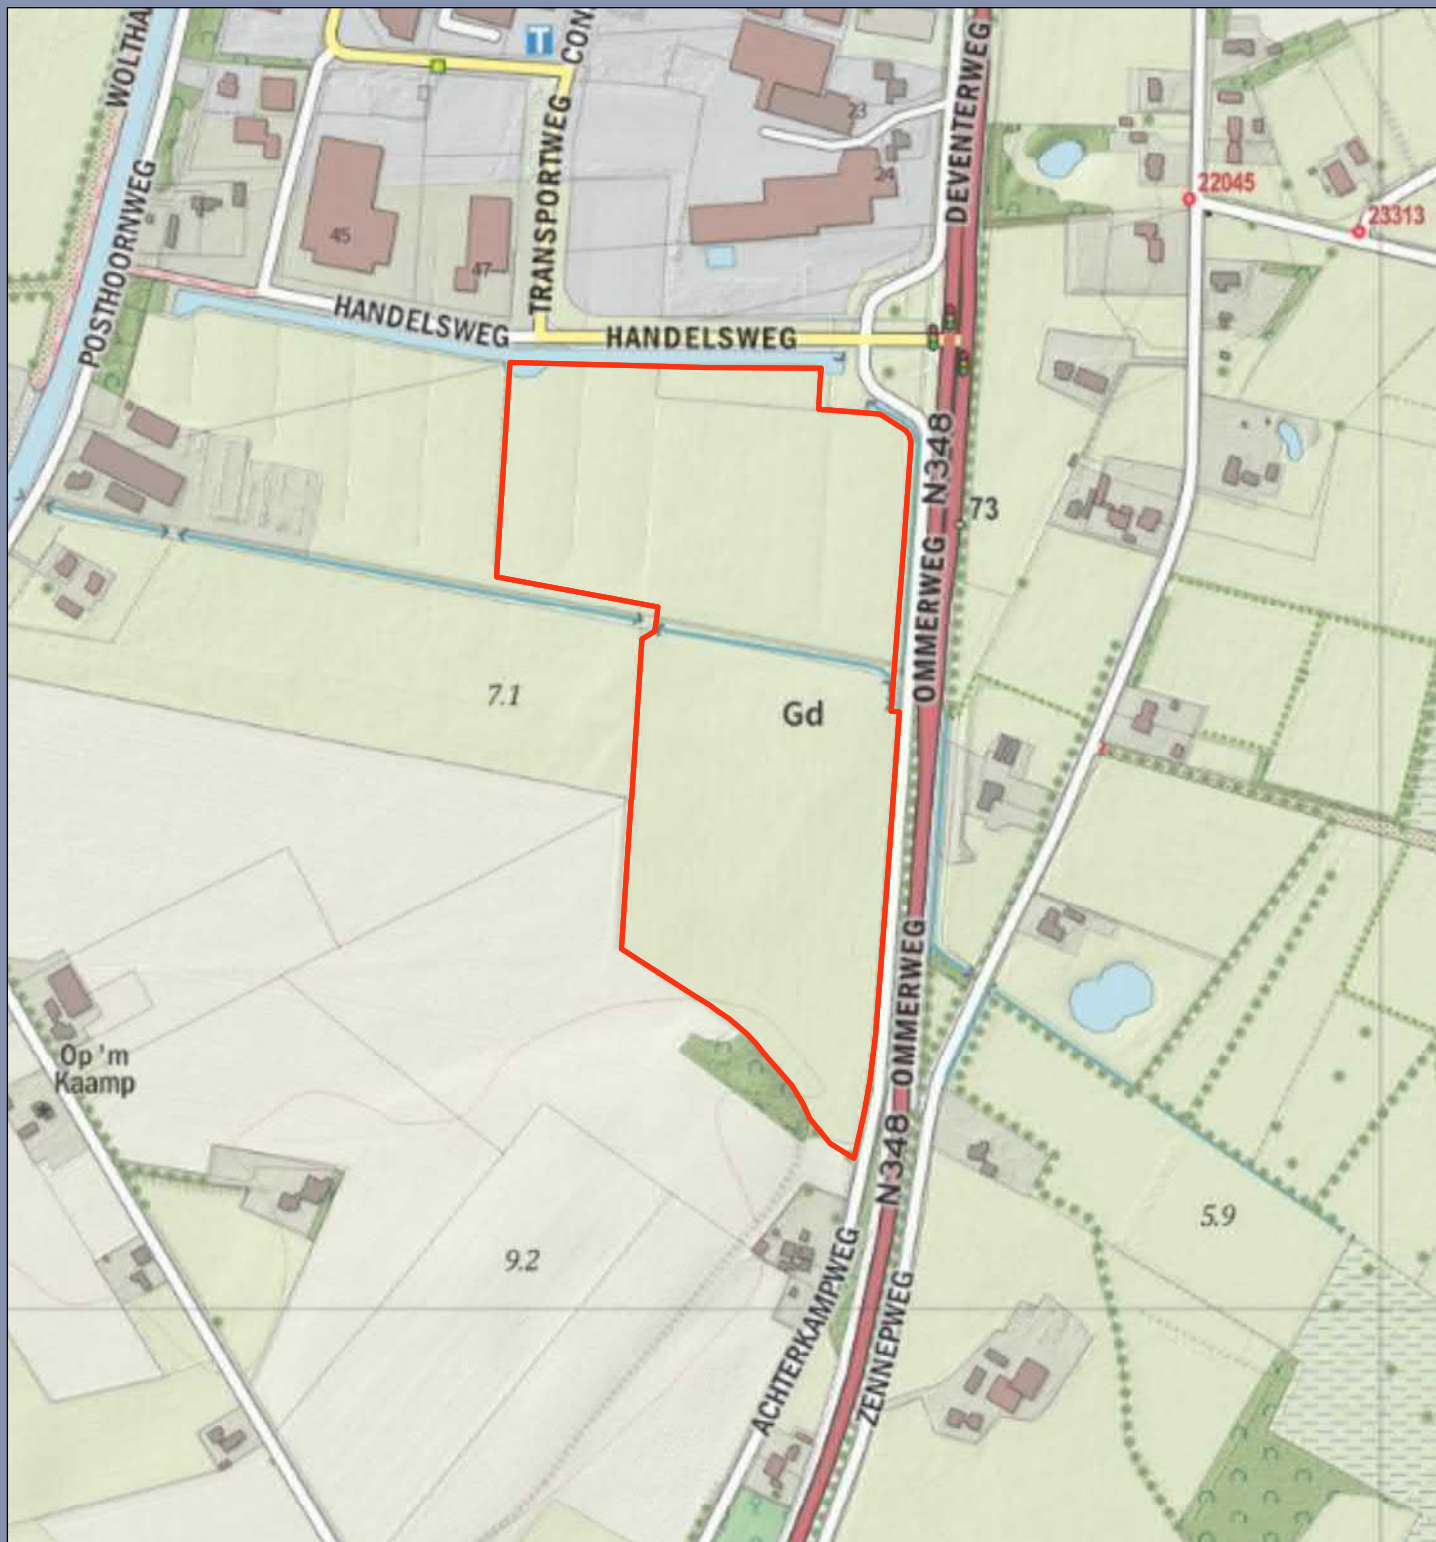 WOLTHA
T
CON
DEVENTERWEG
23
TRANSPORTWEG
24
22045
23313
POSTHOORNWEG
45
47
HANDELSWEG
HANDELSWEG
N348
73
OMMERWEG
7.1
Gd
OMMERWEG
Op 'm
Kaamp
N348
5.9
9.2
ACHTERKAMPWEG
ZENNEPWEG